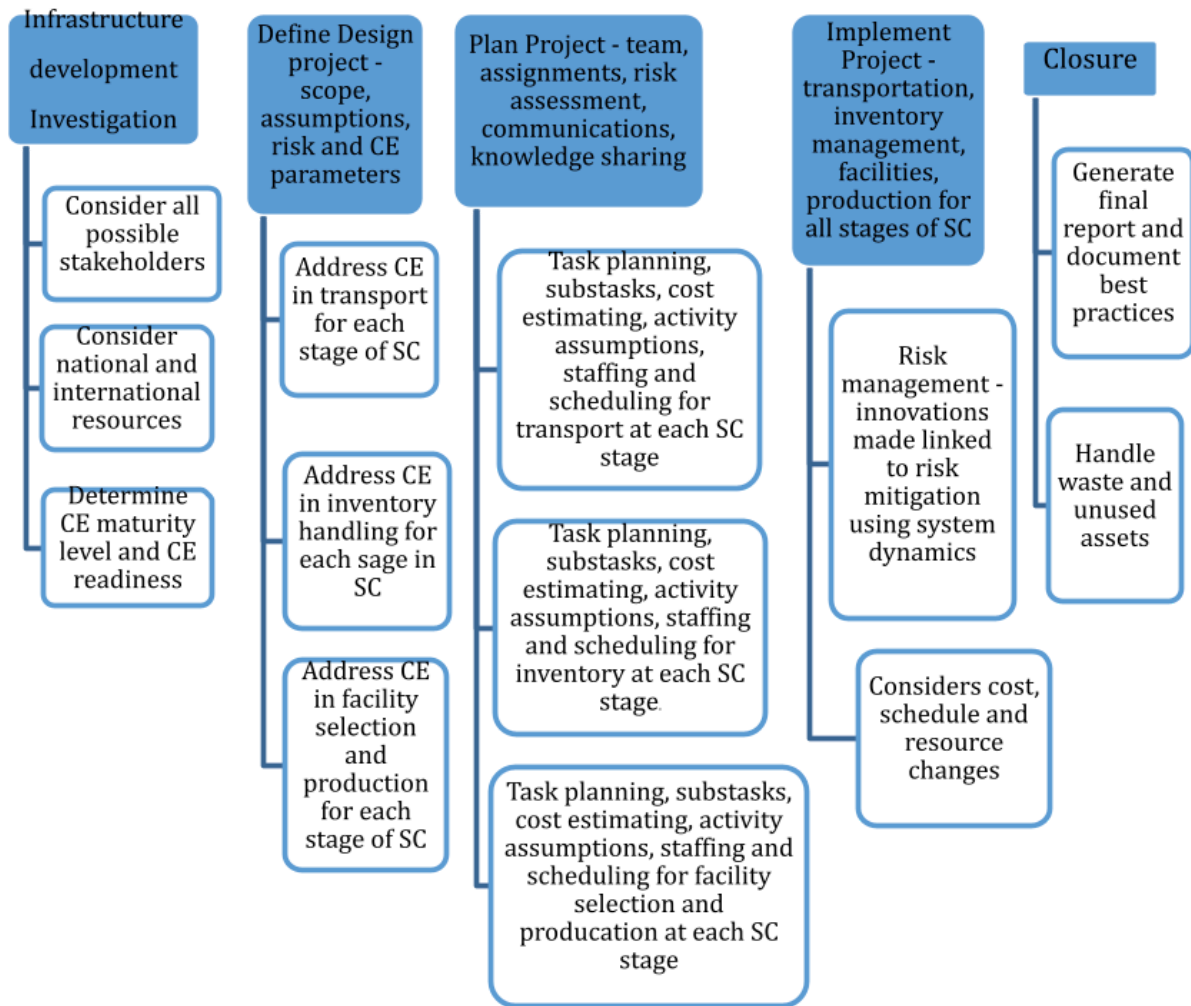 Infrastructure
development
Investigation
Consider all
possible
stakeholders
Consider
national and
international
resources
Determine
CE maturity
level and CE
readiness
Define Design
project -
scope,
assumptions,
risk and CE
parameters
Address CE
in transport
for each
stage of SC
Address CE
in inventory
handling for
each sage in
SC
Address CE
in facility
selection
and
production
for each
stage of SC
Plan Project - team,
assignments, risk
assessment,
communications,
knowledge sharing
Task planning,
substasks, cost
estimating, activity
assumptions,
staffing and
scheduling for
transport at each SC
stage
Task planning,
substasks, cost
estimating, activity
assumptions, staffing
and scheduling for
inventory at each SC
stage.
Task planning, substasks,
cost estimating, activity
assumptions, staffing and
scheduling for facility
selection and
producation at each SC
stage
Implement
Project -
transportation,
inventory
management,
facilities,
production for
all stages of SC
Risk
management -
innovations
made linked
to risk
mitigation
using system
dynamics
Considers cost,
schedule and
resource
changes
Closure
Generate
final
report and
document
best
practices
Handle
waste and
unused
assets